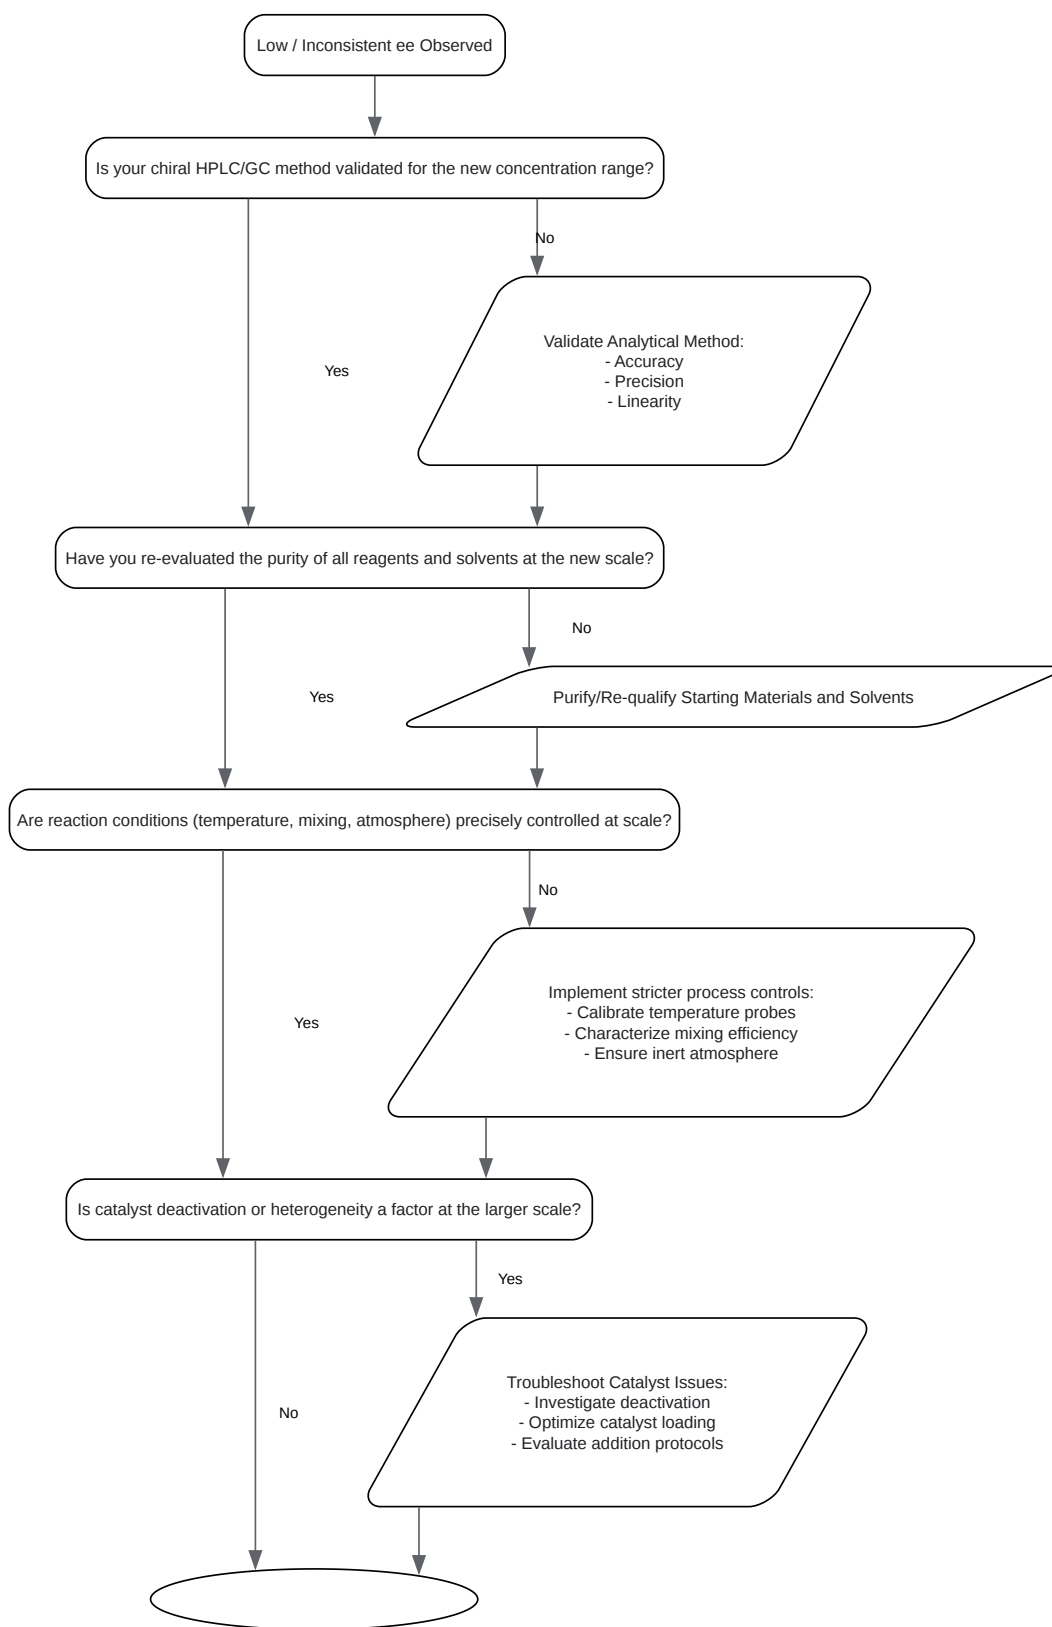 Low / Inconsistent ee Observed
Is your chiral HPLC/GC method validated for the new concentration range?
No
Validate Analytical Method:
- Accuracy
- Precision
- Linearity
Yes
Have you re-evaluated the purity of all reagents and solvents at the new scale?
No
Purify/Re-qualify Starting Materials and Solvents
Yes
Are reaction conditions (temperature, mixing, atmosphere) precisely controlled at scale?
No
Implement stricter process controls:
- Calibrate temperature probes
- Characterize mixing efficiency
- Ensure inert atmosphere
Yes
Is catalyst deactivation or heterogeneity a factor at the larger scale?
Yes
Troubleshoot Catalyst Issues:
- Investigate deactivation
- Optimize catalyst loading
- Evaluate addition protocols
No